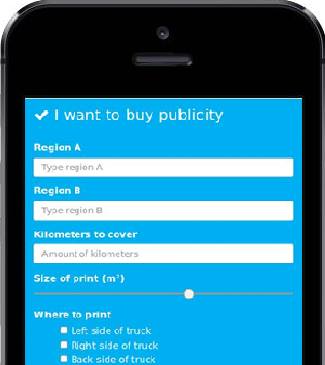 I want to buy publicity
Region A
Type region A
Region B
Type region B
Kilometers to cover
Amount of kilometers
Size of print (m²)
Where to print
Left side of truck
Right side of truck
Back side of truck